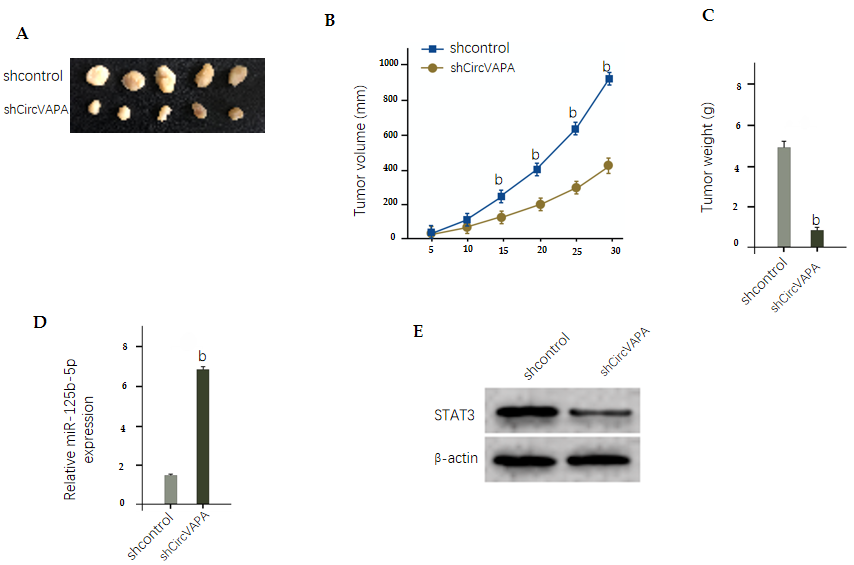 A
shcontrol
shCircVAPA
B
shcontrol
shCircVAPA
Tumor volume (mm)
1000
800
600
400
200
0
5 10 15 20 25 30
b
b
b
b
C
Tumor weight (g)
8
6
4
2
0
b
shcontrol
shCircVAPA
D
Relative miR-125b-5p
expression
8
6
4
2
0
b
shcontrol
shCircVAPA
E
shcontrol
shCircVAPA
STAT3
β-actin